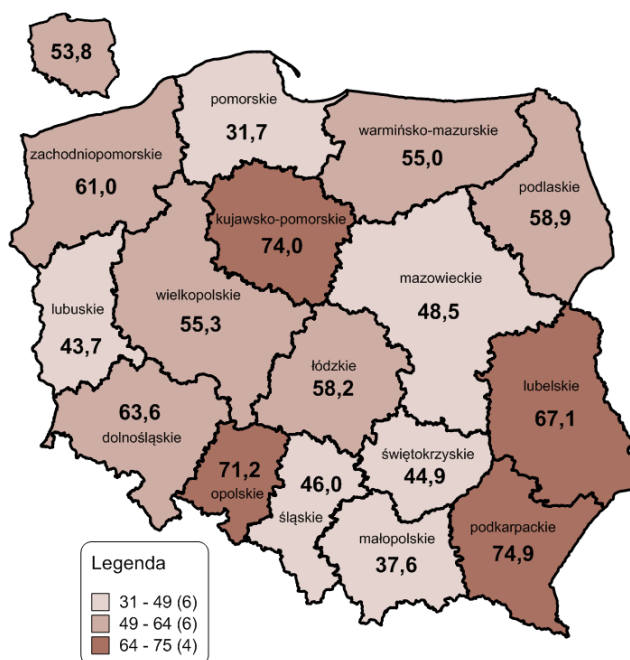 53,8
pomorskie
31,7
warmińsko-mazurskie
55,0
zachodniopomorskie
61,0
podlaskie
58,9
kujawsko-pomorskie
74,0
mazowieckie
48,5
wielkopolskie
55,3
lubuskie
43,7
łódzkie
58,2
lubelskie
67,1
63,6
dolnośląskie
71,2
opolskie
46,0
śląskie
świętokrzyskie
44,9
małopolskie
37,6
podkarpackie
74,9
Legenda
31 - 49 (6)
49 - 64 (6)
64 - 75 (4)